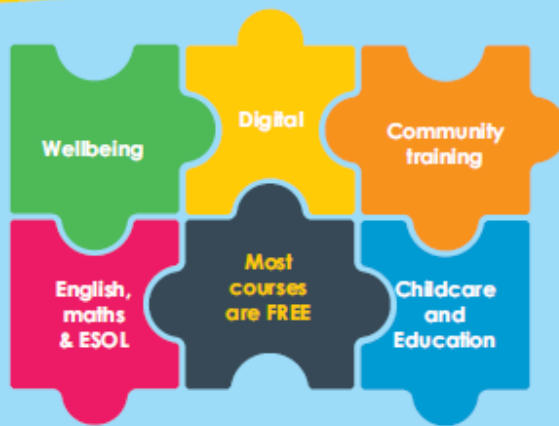 Wellbeing
Digital
Community
training
English,
maths
& ESOL
Most
courses
are FREE
Childcare
and
Education